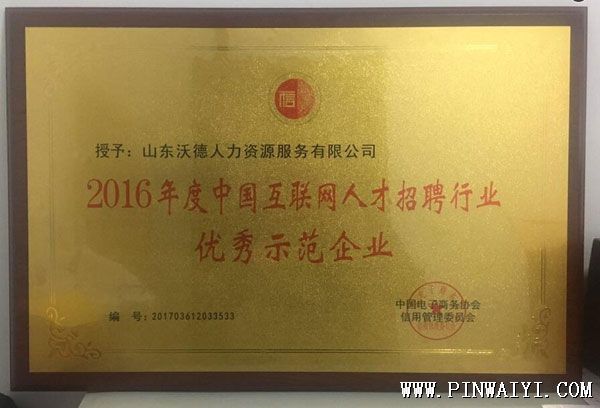 信
授予：山东沃德人力资源服务有限公司
2016年度中国互联网人才招聘行业
优秀示范企业
编 号：201703612033533
中国电子商务协会
信用管理委员会
WWW.PINWAIYI.COM